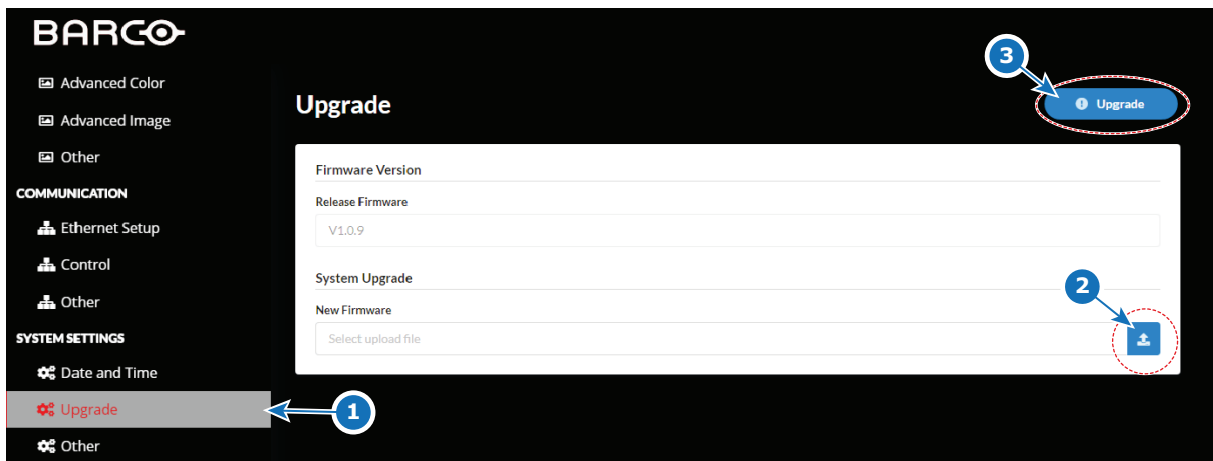 BARCO
Advanced Color
Advanced Image
Other
COMMUNICATION
Ethernet Setup
Control
Other
SYSTEM SETTINGS
Date and Time
Upgrade
Other
1
3
Upgrade
Upgrade
Firmware Version
Release Firmware
V1.0.9
System Upgrade
2
New Firmware
Select upload file